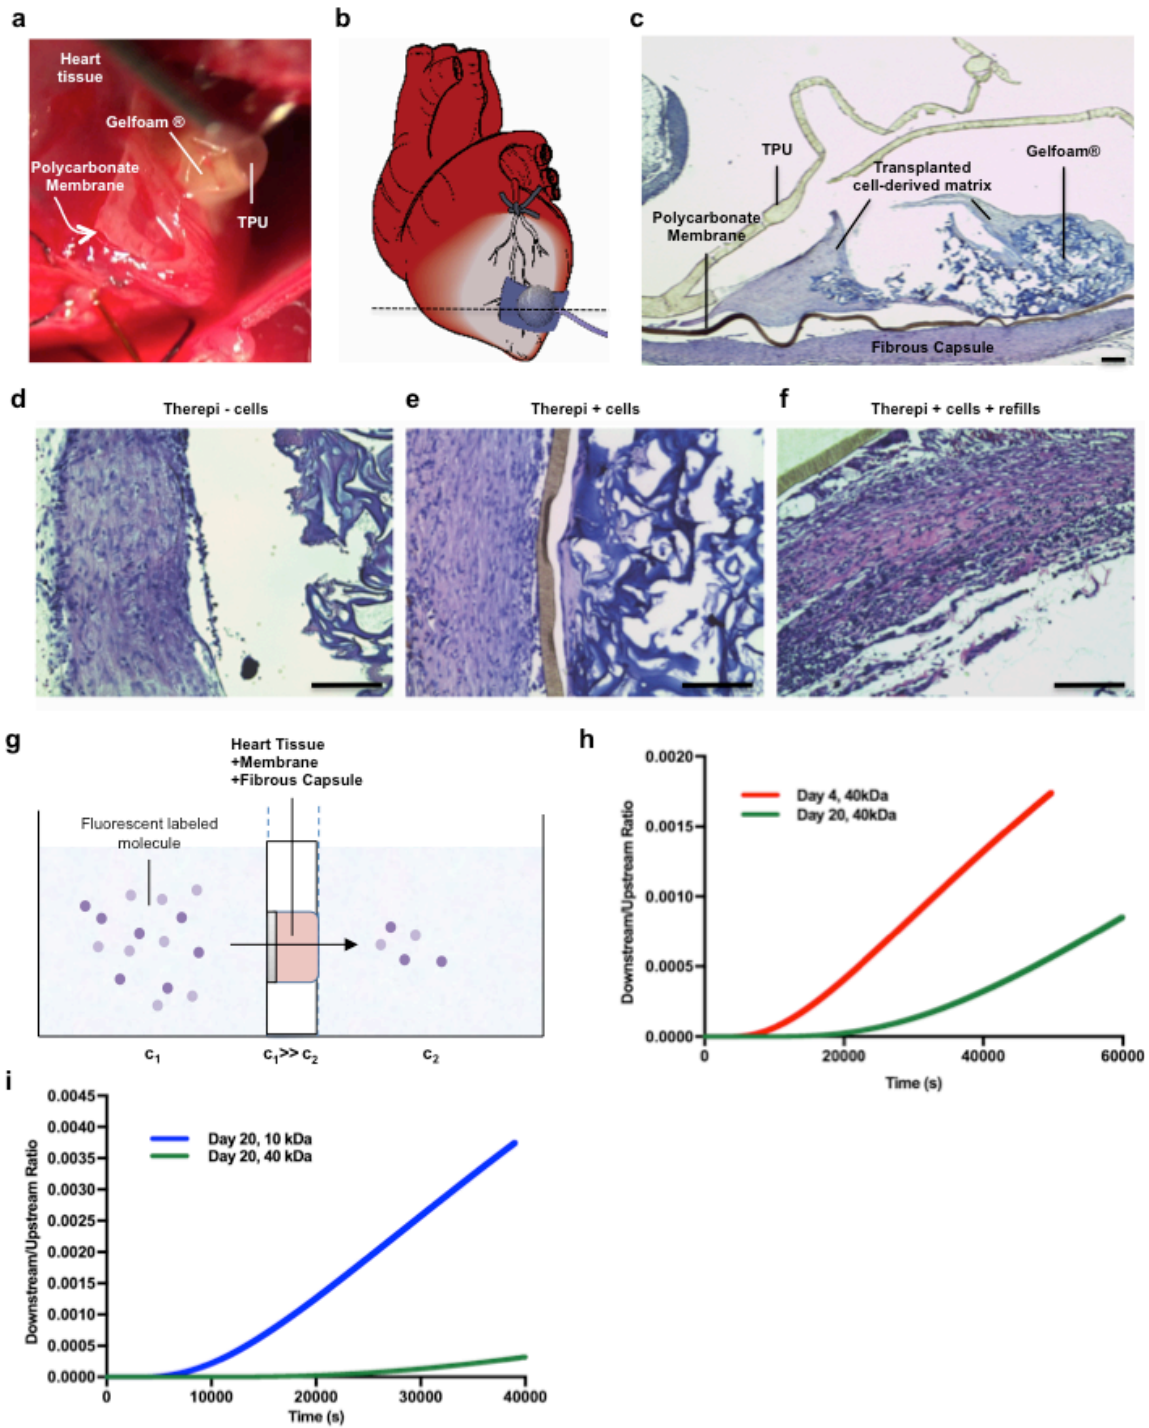 a
Heart
tissue
Gelfoam ®
Polycarbonate
Membrane
TPU
b
c
TPU
Transplanted
cell-derived matrix
Gelfoam®
Polycarbonate
Membrane
Fibrous Capsule
d
Therepi - cells
e
Therepi + cells
f
Therepi + cells + refills
g
Heart Tissue
+Membrane
+Fibrous Capsule
Fluorescent labeled
molecule
c1
c1>> c2
c2
h
Downstream/Upstream Ratio
0.0020
0.0015
0.0010
0.0005
0.0000
Day 4, 40kDa
Day 20, 40kDa
0
20000
40000
60000
Time (s)
i
Downstream/Upstream Ratio
0.0045
0.0040
0.0035
0.0030
0.0025
0.0020
0.0015
0.0010
0.0005
0.0000
Day 20, 10 kDa
Day 20, 40 kDa
0
10000
20000
30000
40000
Time (s)